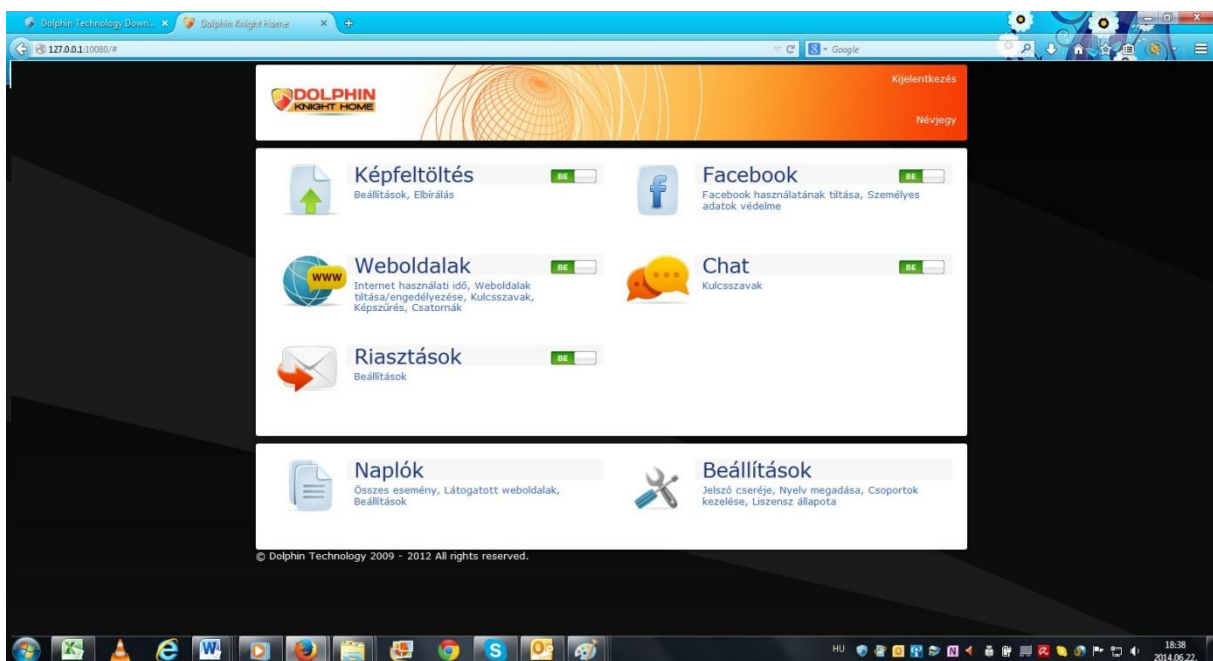 Dolphin Technology Down...
Dolphin Knight Home
127.0.0.1:10080/#
Google
DOLPHIN
KNIGHT HOME
Kijelentkezés
Névjegy
Képfeltöltés
BE
Beállítások, Elbírálás
Facebook
BE
Facebook használatának tiltása, Személyes
adatok védelme
www
Weboldalak
BE
Internet használati idő, Weboldalak
tiltása/engedélyezése, Kulcsszavak,
Képszűrés, Csatornák
Chat
BE
Kulcsszavak
Riasztások
BE
Beállítások
Naplók
Összes esemény, Látogatott weboldalak,
Beállítások
Beállítások
Jelszó cseréje, Nyelv megadása, Csoportok
kezelése, Liszensz állapota
© Dolphin Technology 2009 - 2012 All rights reserved.
HU
18:38
2014.06.22.